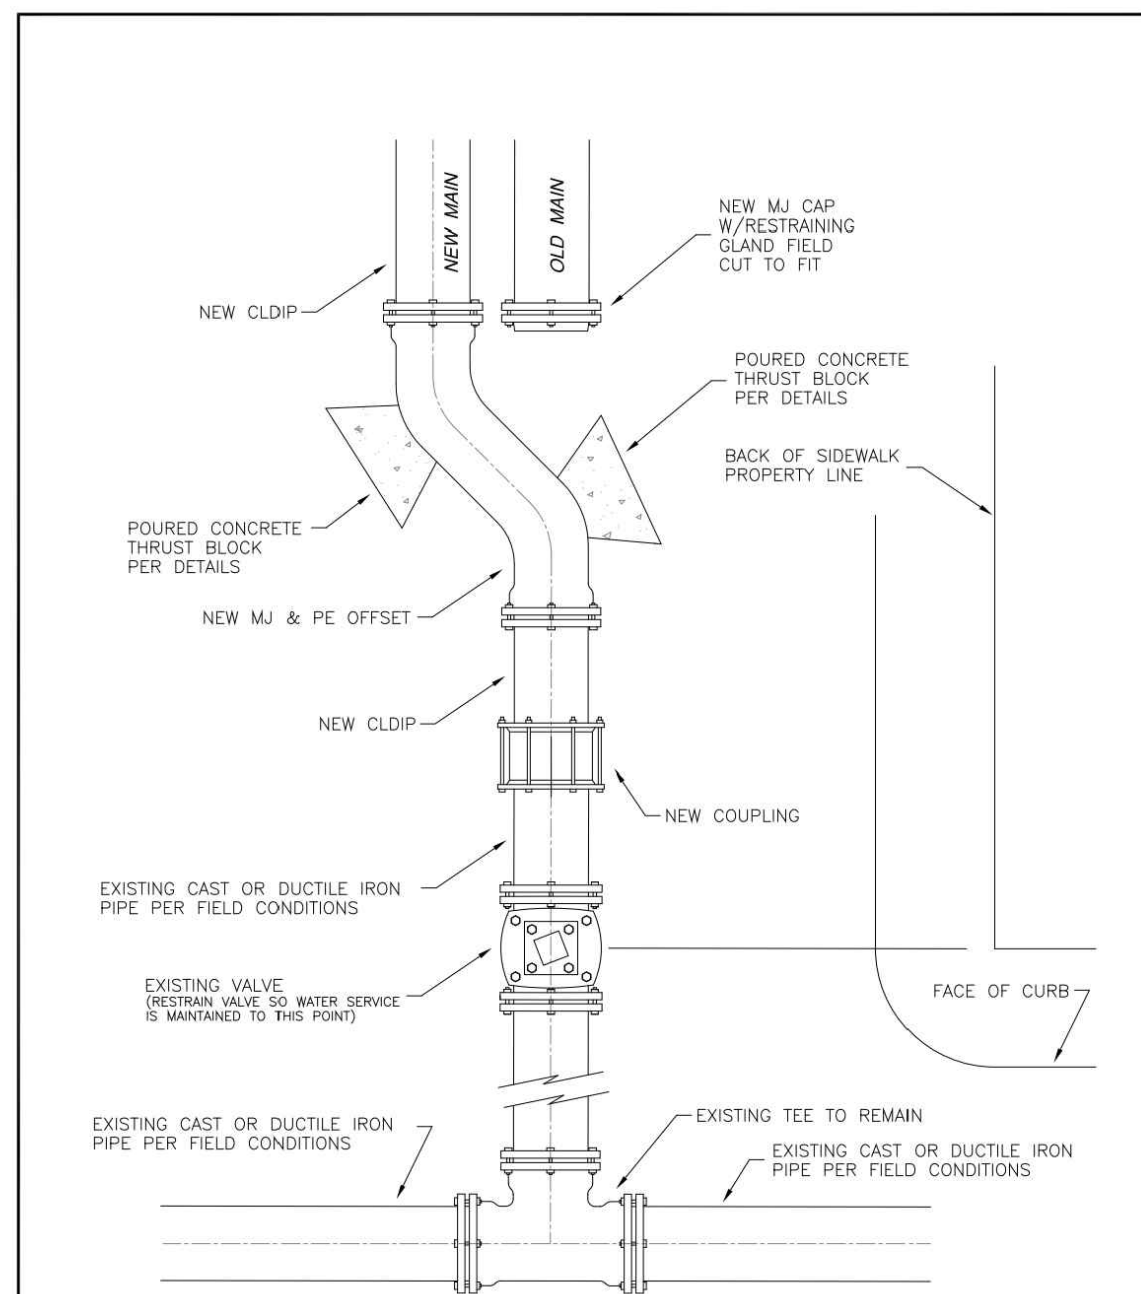 NEW MAIN
OLD MAIN
NEW MJ CAP
W/RESTRAINING
GLAND FIELD
CUT TO FIT
NEW CLDIP
POURED CONCRETE
THRUST BLOCK
PER DETAILS
BACK OF SIDEWALK
PROPERTY LINE
POURED CONCRETE
THRUST BLOCK
PER DETAILS
NEW MJ & PE OFFSET
NEW CLDIP
NEW COUPLING
EXISTING CAST OR DUCTILE IRON
PIPE PER FIELD CONDITIONS
EXISTING VALVE
(RESTRAIN VALVE SO WATER SERVICE
IS MAINTAINED TO THIS POINT)
FACE OF CURB
EXISTING CAST OR DUCTILE IRON
PIPE PER FIELD CONDITIONS
EXISTING TEE TO REMAIN
EXISTING CAST OR DUCTILE IRON
PIPE PER FIELD CONDITIONS